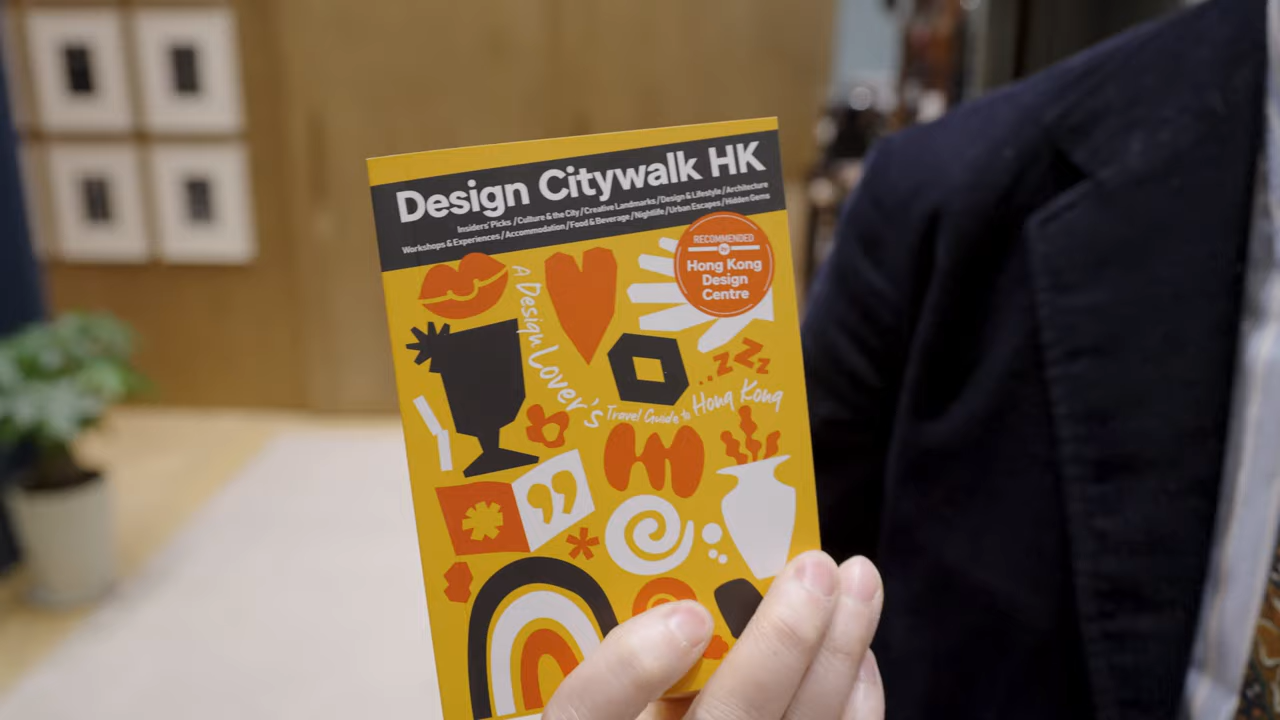 Design Citywalk HK
Insiders' Picks / Culture & the City / Creative Landmarks / Design & Lifestyle / Architecture
Workshops & Experiences / Accommodation / Food & Beverage / Nightlife / Urban Escapes / Hidden Gems
RECOMMENDED
by
Hong Kong
Design
Centre
A Design Lover's Travel Guide to Hong Kong
..zzz